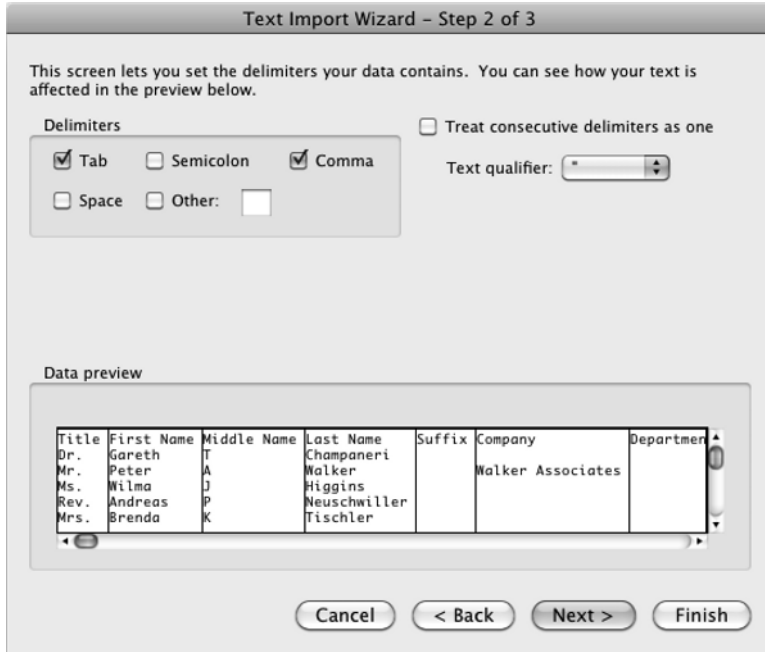 Text Import Wizard – Step 2 of 3
This screen lets you set the delimiters your data contains.  You can see how your text is
affected in the preview below.
Delimiters
Treat consecutive delimiters as one
Tab Semicolon Comma
Text qualifier: "
Space Other:
Data preview
Title First Name Middle Name Last Name Suffix Company Departmen
Dr. Gareth T Champaneri
Mr. Peter A Walker Walker Associates
Ms. Wilma J Higgins
Rev. Andreas P Neuschwiller
Mrs. Brenda K Tischler
Cancel < Back Next > Finish